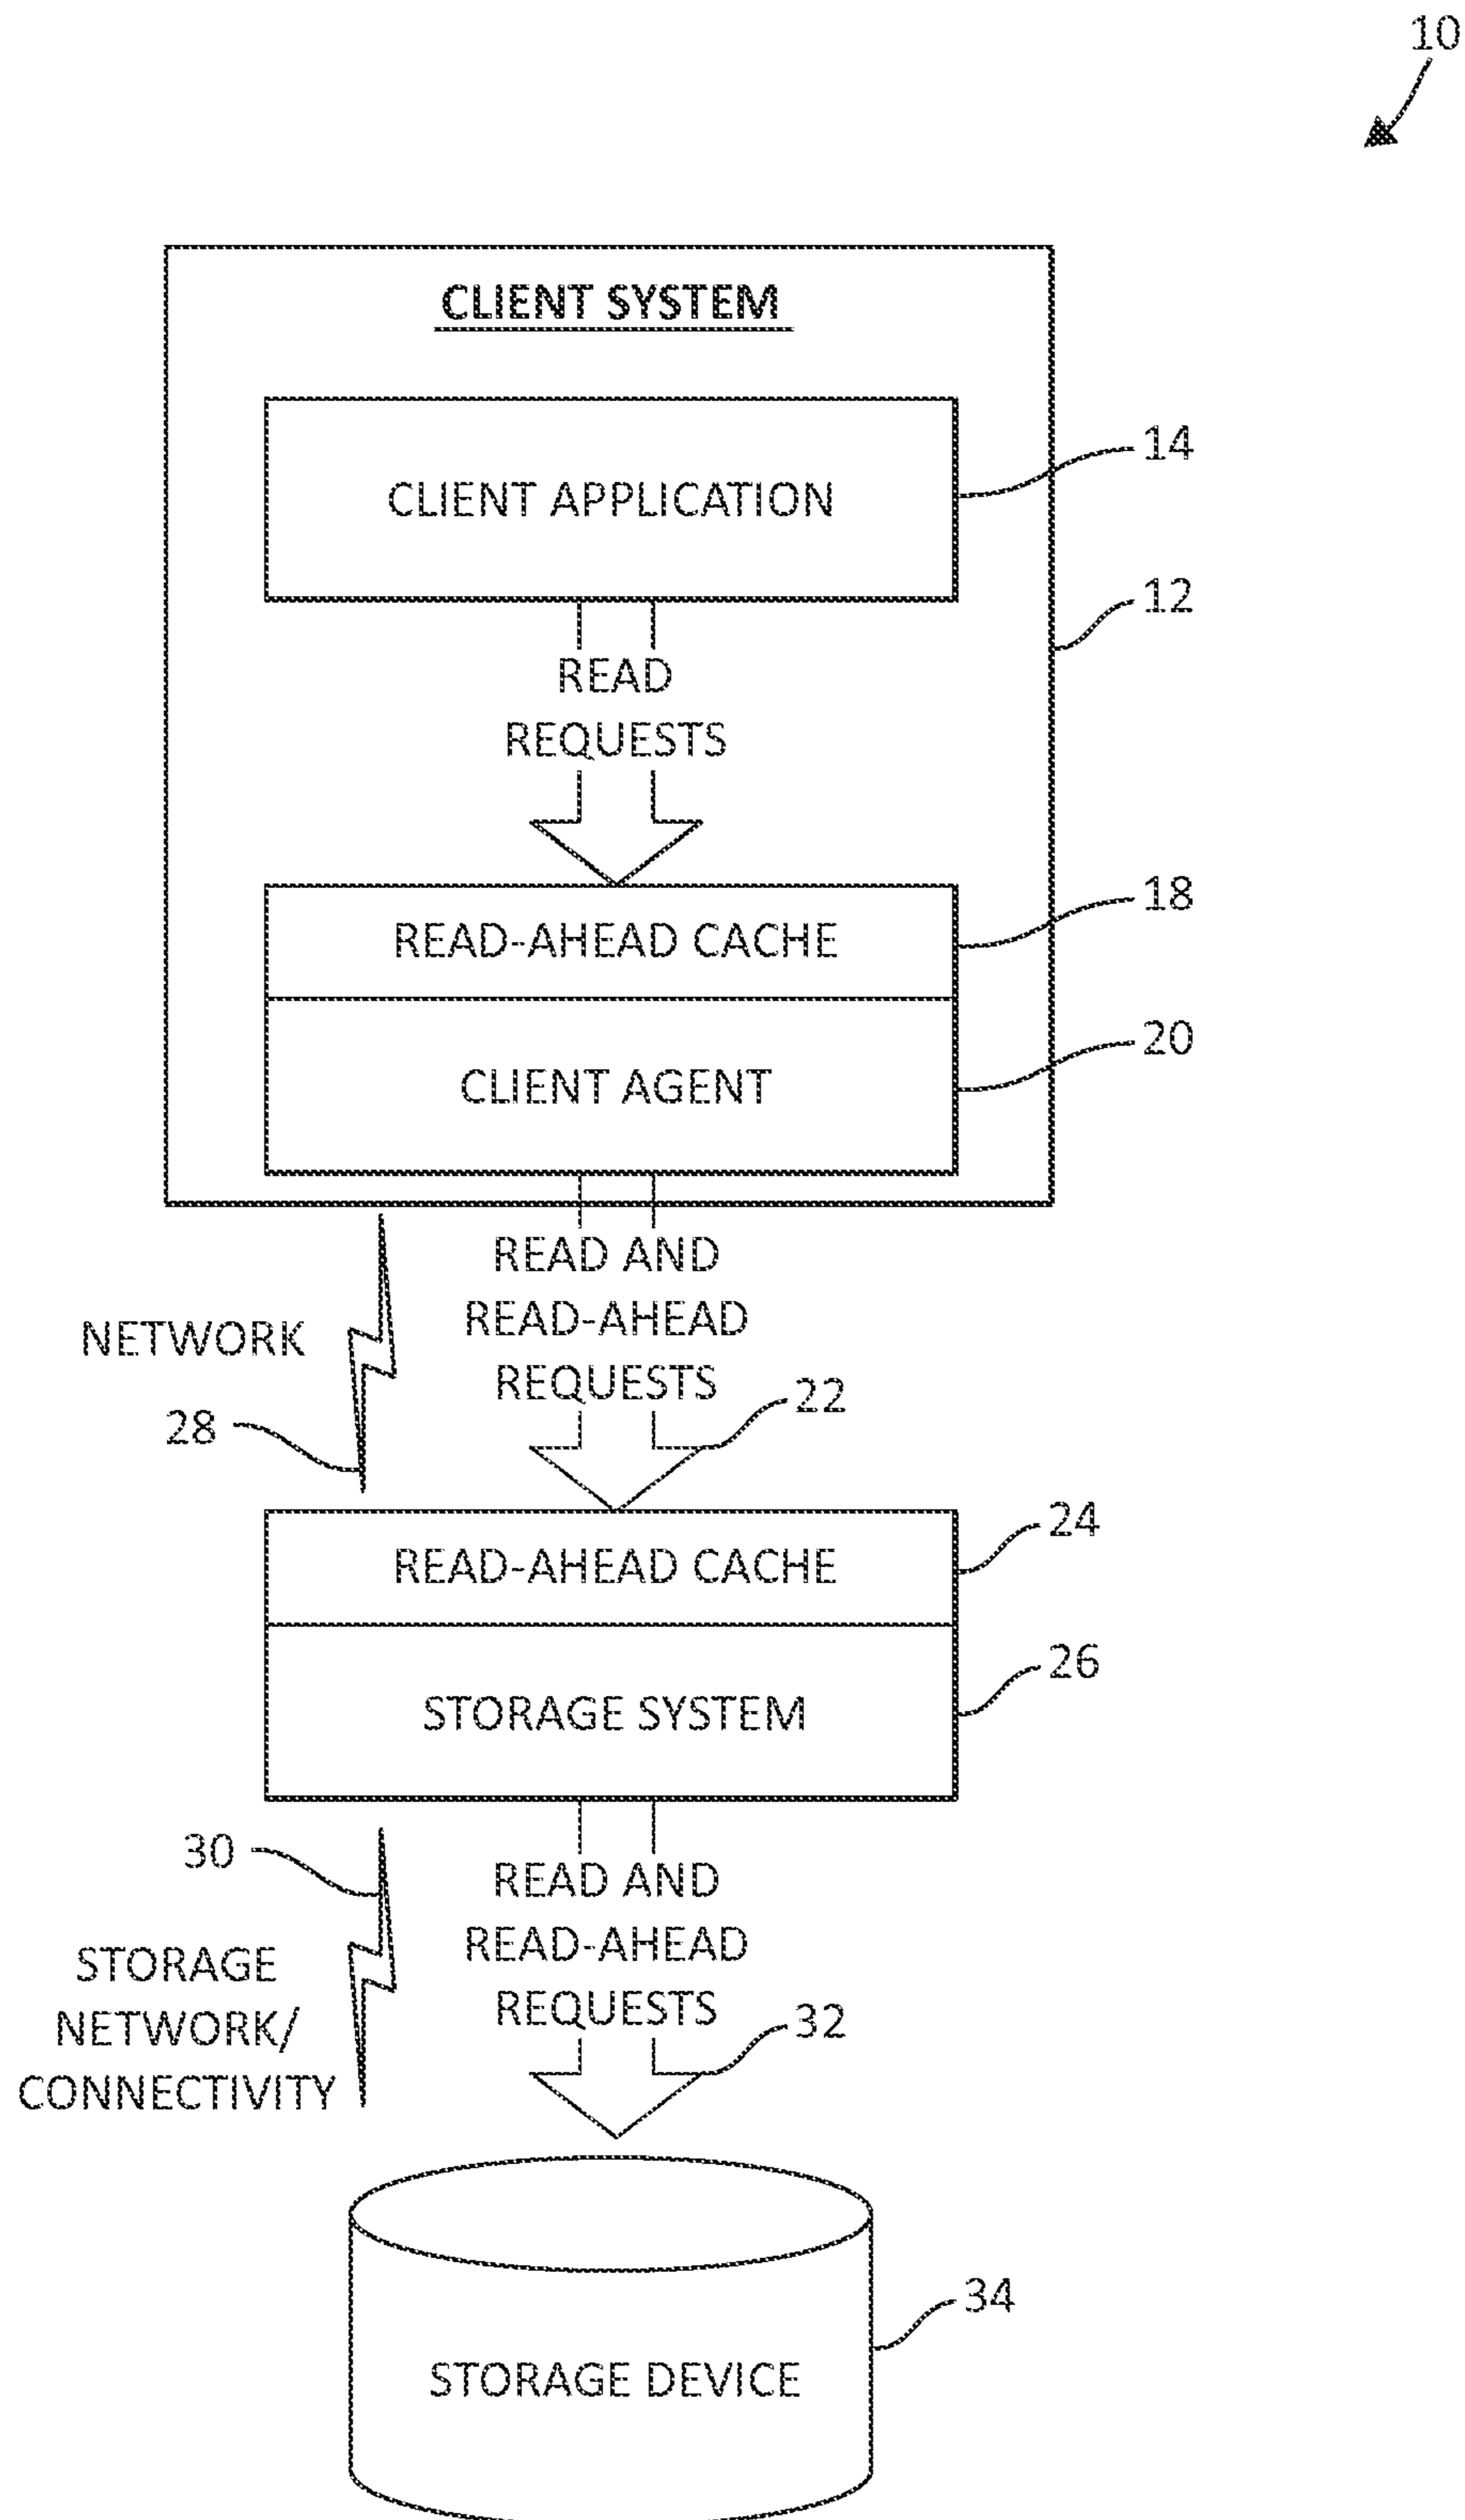 10
CLIENT SYSTEM
14
CLIENT APPLICATION
12
READ
REQUESTS
18
READ-AHEAD CACHE
20
CLIENT AGENT
READ AND
READ-AHEAD
REQUESTS
NETWORK
22
28
24
READ-AHEAD CACHE
26
STORAGE SYSTEM
30
READ AND
READ-AHEAD
REQUESTS
STORAGE
NETWORK/
CONNECTIVITY
32
34
STORAGE DEVICE